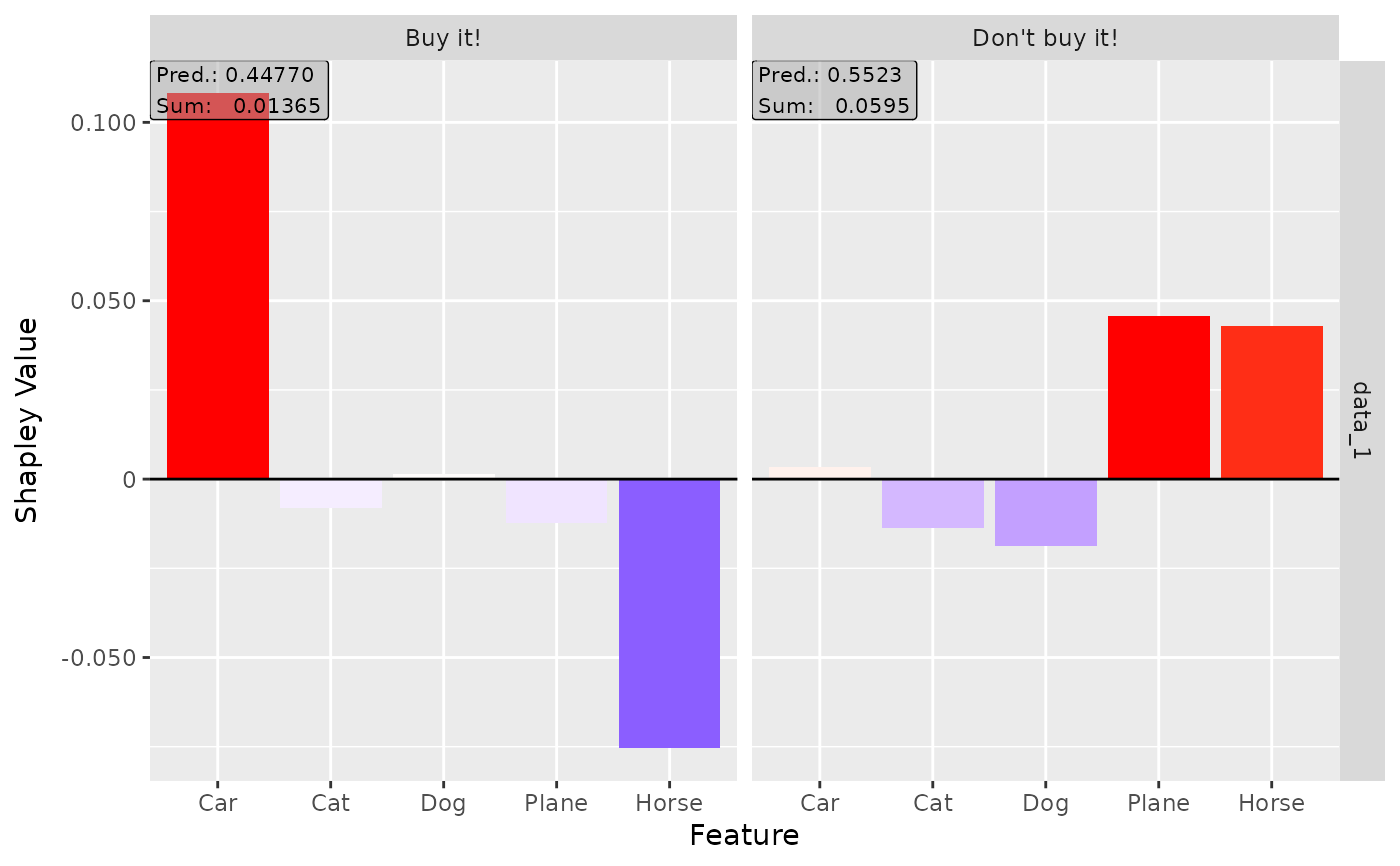 Buy it!
Don't buy it!
Pred.: 0.44770
Sum: 0.01365
Pred.: 0.5523
Sum: 0.0595
0.100
0.050
0
-0.050
Shapley Value
data_1
Car Cat Dog Plane Horse
Car Cat Dog Plane Horse
Feature